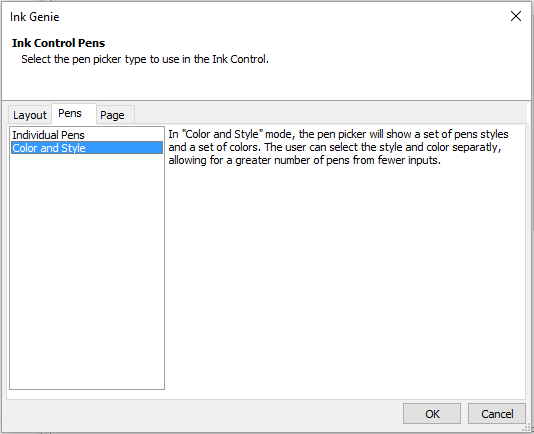 Ink Genie
Ink Control Pens
Select the pen picker type to use in the Ink Control.
Layout
Pens
Page
Individual Pens
Color and Style
In "Color and Style" mode, the pen picker will show a set of pens styles
and a set of colors. The user can select the style and color separatly,
allowing for a greater number of pens from fewer inputs.
OK
Cancel